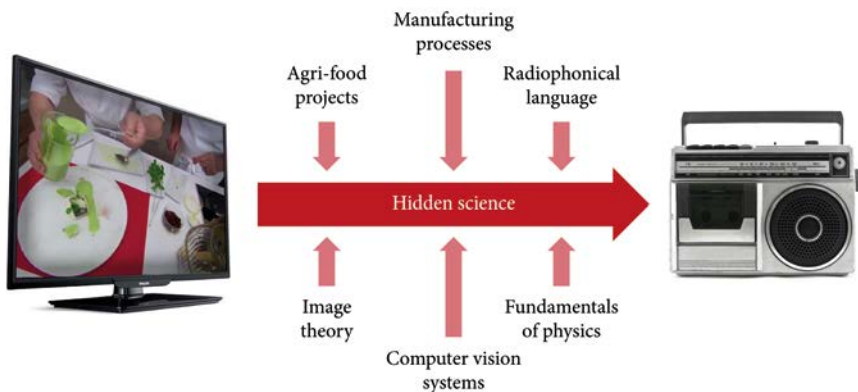 Manufacturing
processes
Agri-food
projects
Radiophonical
language
Hidden science
Image
theory
Fundamentals
of physics
Computer vision
systems